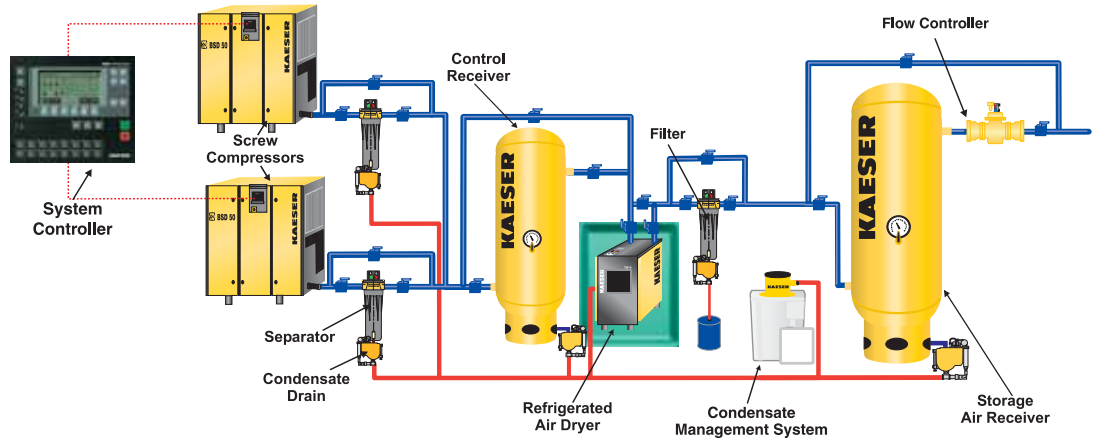 Flow Controller
BSD 50
KAESER
Control
Receiver
KAESER
KAESER
Filter
Screw
Compressors
System
Controller
BSD 50
KAESER
KAESER
KAESER
KAESER
Separator
Condensate
Drain
Refrigerated
Air Dryer
Condensate
Management System
Storage
Air Receiver